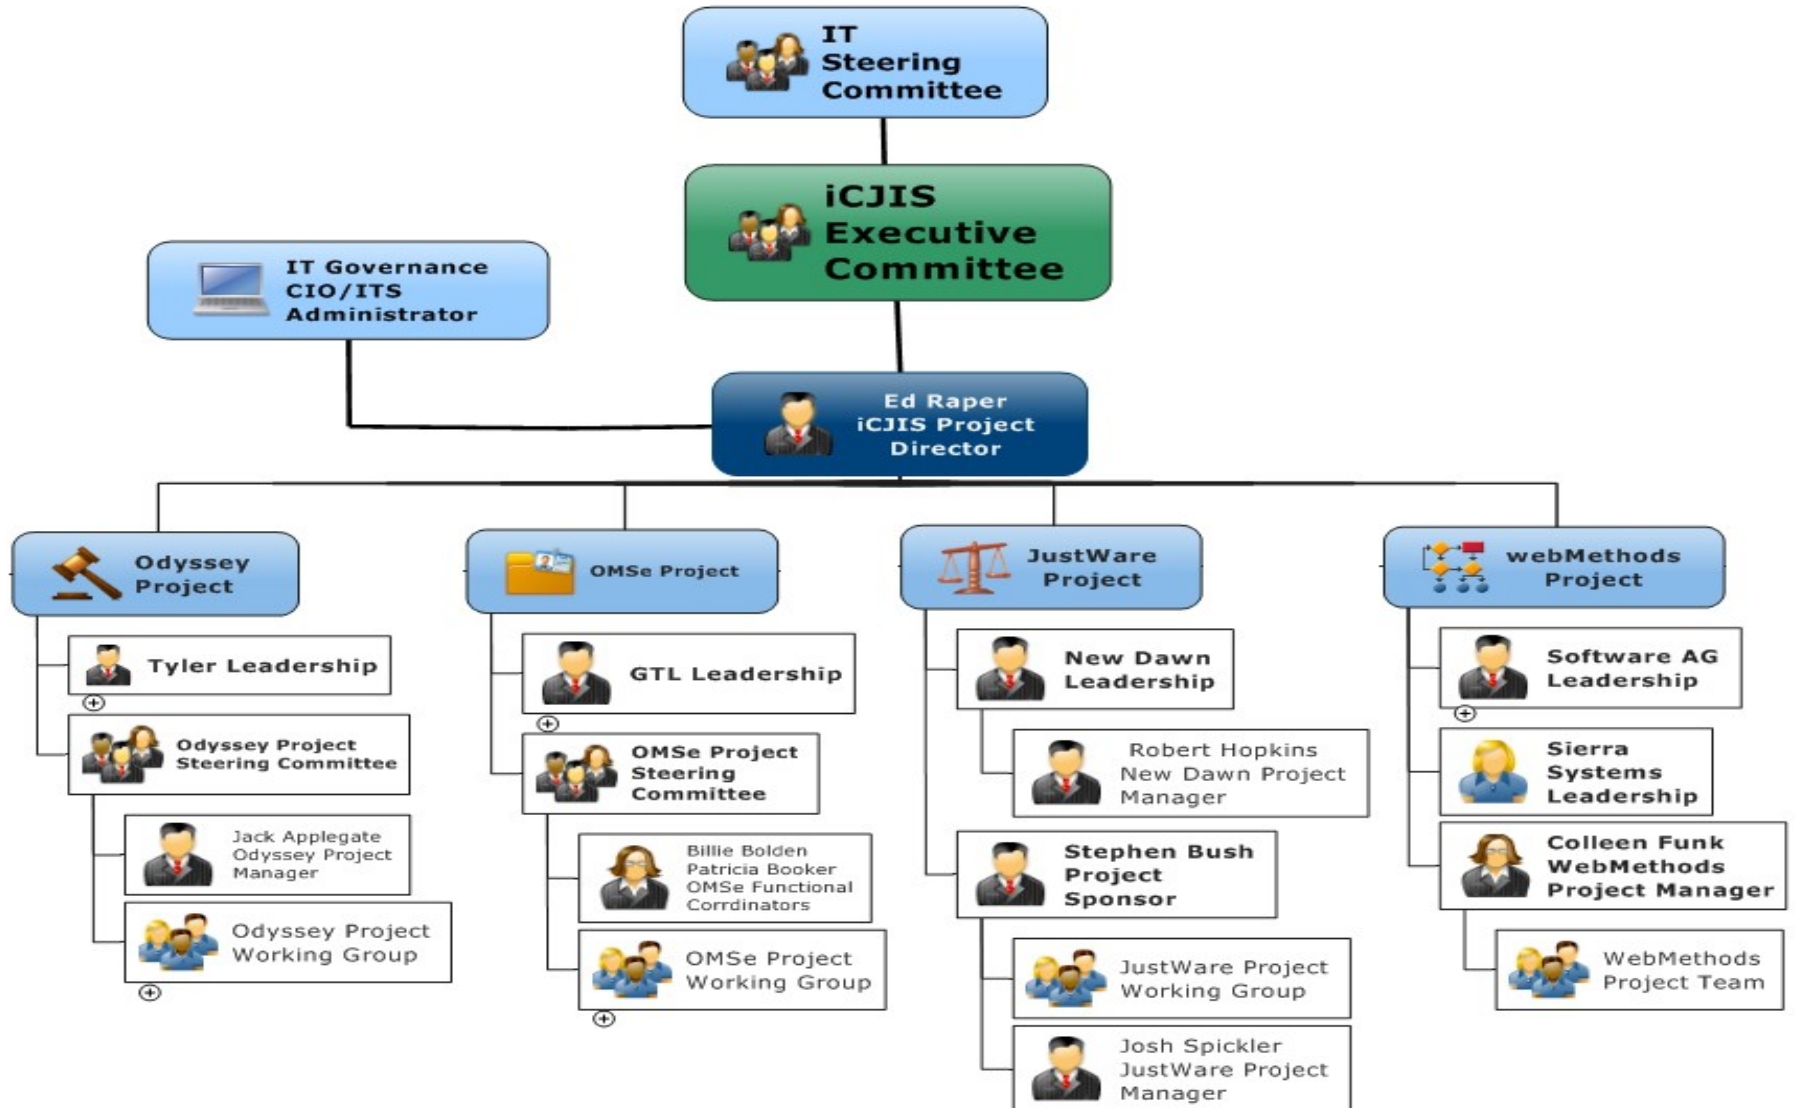 IT
Steering
Committee
iCJIS
Executive
Committee
IT Governance
CIO/ITS
Administrator
Ed Raper
iCJIS Project
Director
Odyssey
Project
Tyler Leadership
Odyssey Project
Steering Committee
Jack Applegate
Odyssey Project
Manager
Odyssey Project
Working Group
OMSe Project
GTL Leadership
OMSe Project
Steering
Committee
Billie Bolden
Patricia Booker
OMSe Functional
Corrdinators
OMSe Project
Working Group
JustWare
Project
New Dawn
Leadership
Robert Hopkins
New Dawn Project
Manager
Stephen Bush
Project
Sponsor
JustWare Project
Working Group
Josh Spickler
JustWare Project
Manager
webMethods
Project
Software AG
Leadership
Sierra
Systems
Leadership
Colleen Funk
WebMethods
Project Manager
WebMethods
Project Team